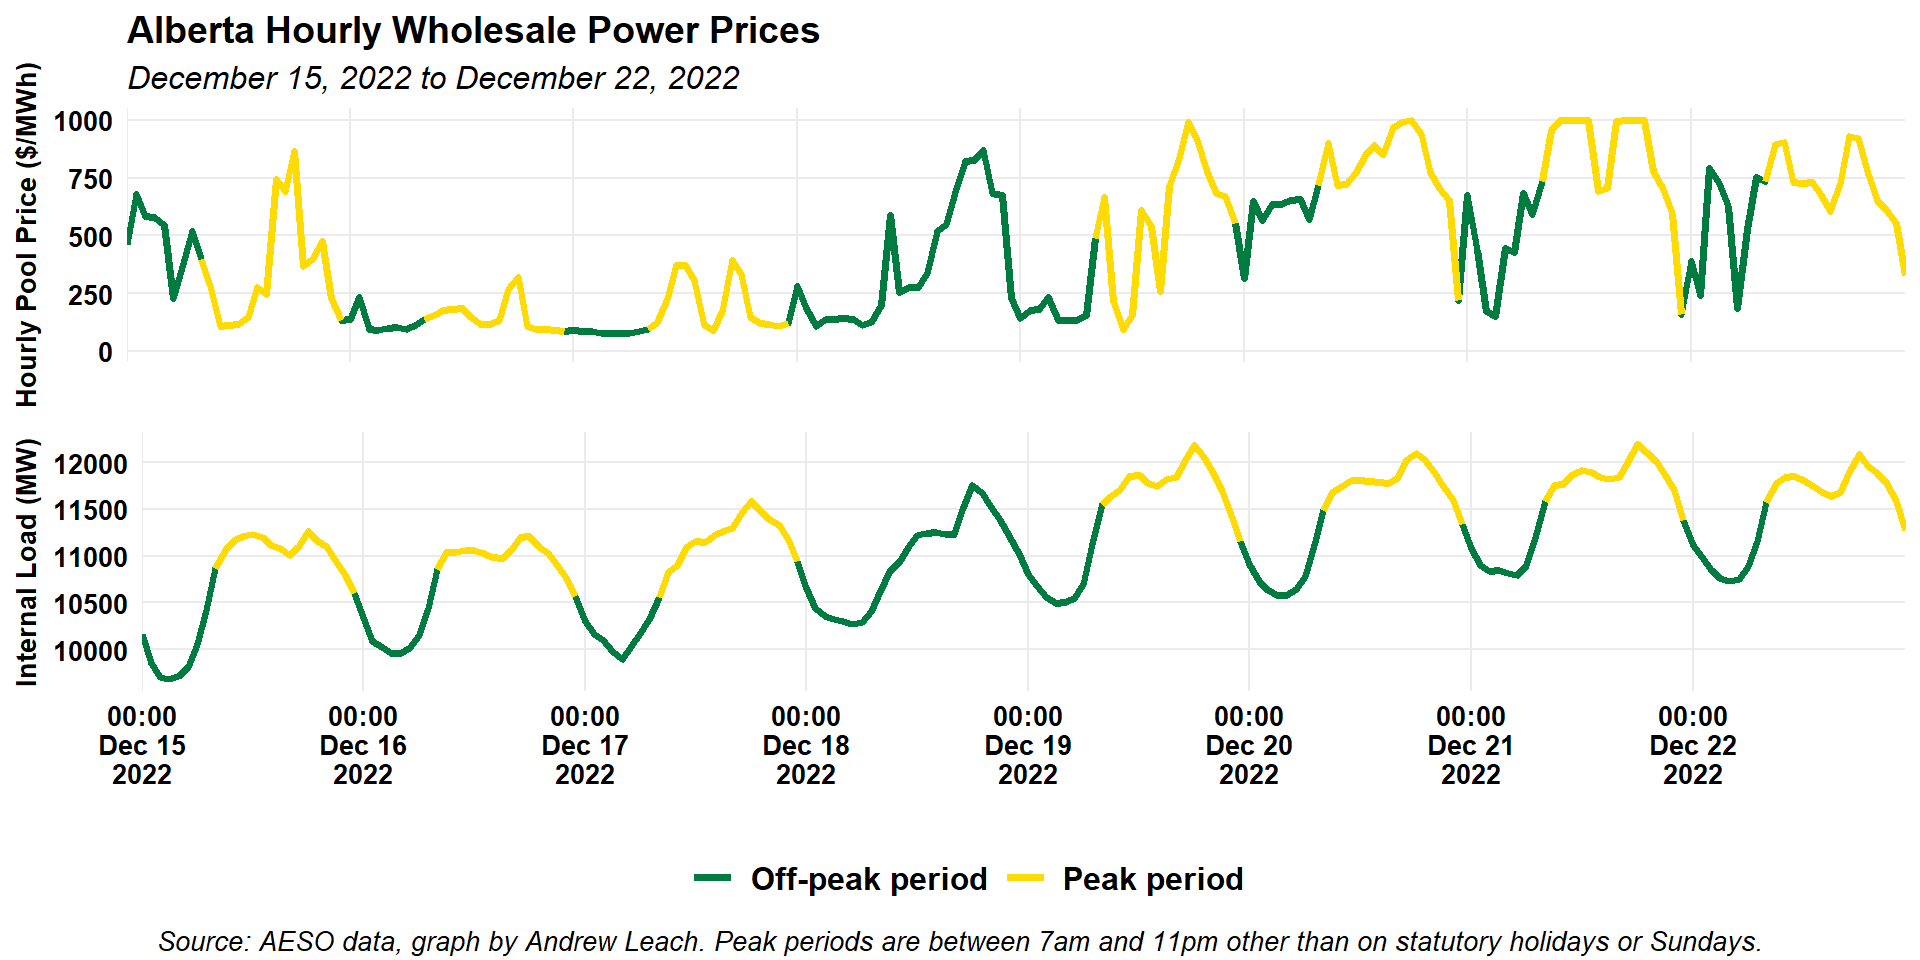 Alberta Hourly Wholesale Power Prices
December 15, 2022 to December 22, 2022
Hourly Pool Price ($/MWh)
1000
750
500
250
0
Internal Load (MW)
12000
11500
11000
10500
10000
00:00 00:00 00:00 00:00 00:00 00:00 00:00 00:00
Dec 15 Dec 16 Dec 17 Dec 18 Dec 19 Dec 20 Dec 21 Dec 22
2022 2022 2022 2022 2022 2022 2022 2022
Off-peak period Peak period
Source: AESO data, graph by Andrew Leach. Peak periods are between 7am and 11pm other than on statutory holidays or Sundays.